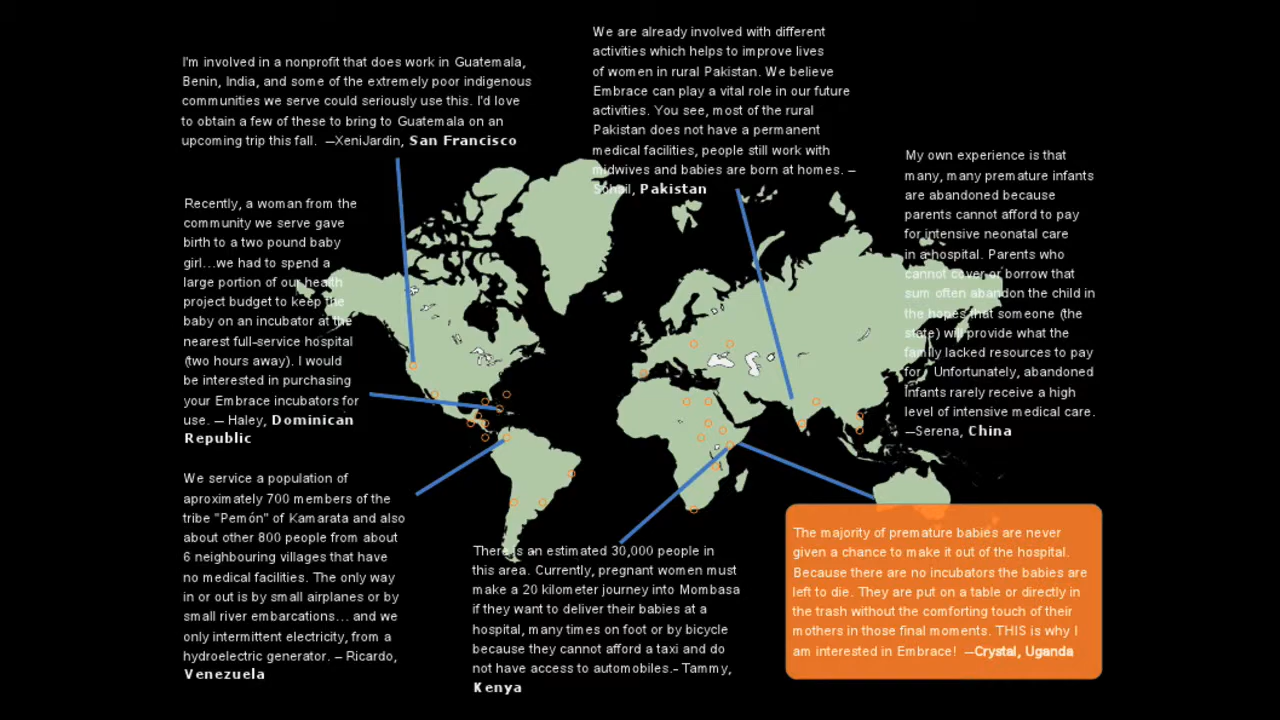 I'm involved in a nonprofit that does work in Guatemala,
Benin, India, and some of the extremely poor indigenous
communities we serve could seriously use this. I'd love
to obtain a few of these to bring to Guatemala on an
upcoming trip this fall. —XeniJardin, San Francisco
We are already involved with different
activities which helps to improve lives
of women in rural Pakistan. We believe
Embrace can play a vital role in our future
activities. You see, most of the rural
Pakistan does not have a permanent
medical facilities, people still work with
midwives and babies are born at homes. —
Sohail, Pakistan
My own experience is that
many, many premature infants
are abandoned because
parents cannot afford to pay
for intensive neonatal care
in a hospital. Parents who
cannot cover or borrow that
sum often abandon the child in
the hopes that someone (the
state) will provide what the
family lacked resources to pay
for. Unfortunately, abandoned
infants rarely receive a high
level of intensive medical care.
—Serena, China
Recently, a woman from the
community we serve gave
birth to a two pound baby
girl...we had to spend a
large portion of our health
project budget to keep the
baby on an incubator at the
nearest full-service hospital
(two hours away). I would
be interested in purchasing
your Embrace incubators for
use. — Haley, Dominican
Republic
We service a population of
aproximately 700 members of the
tribe "Pemón" of Kamarata and also
about other 800 people from about
6 neighbouring villages that have
no medical facilities. The only way
in or out is by small airplanes or by
small river embarcations... and we
only intermittent electricity, from a
hydroelectric generator. – Ricardo,
Venezuela
There is an estimated 30,000 people in
this area. Currently, pregnant women must
make a 20 kilometer journey into Mombasa
if they want to deliver their babies at a
hospital, many times on foot or by bicycle
because they cannot afford a taxi and do
not have access to automobiles.- Tammy,
Kenya
The majority of premature babies are never
given a chance to make it out of the hospital.
Because there are no incubators the babies are
left to die. They are put on a table or directly in
the trash without the comforting touch of their
mothers in those final moments. THIS is why I
am interested in Embrace! —Crystal, Uganda